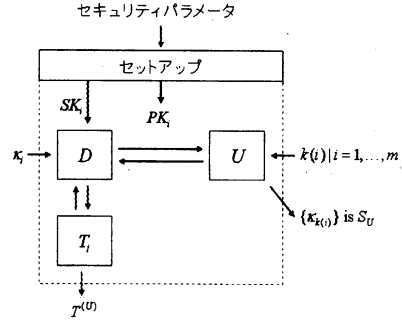 セキュリティパラメータ
セットアップ
SK_i
PK_i
κ_i
D
U
k(i) | i = 1, ..., m
{κ_{k(i)}} is S_U
T_i
T^{(U)}